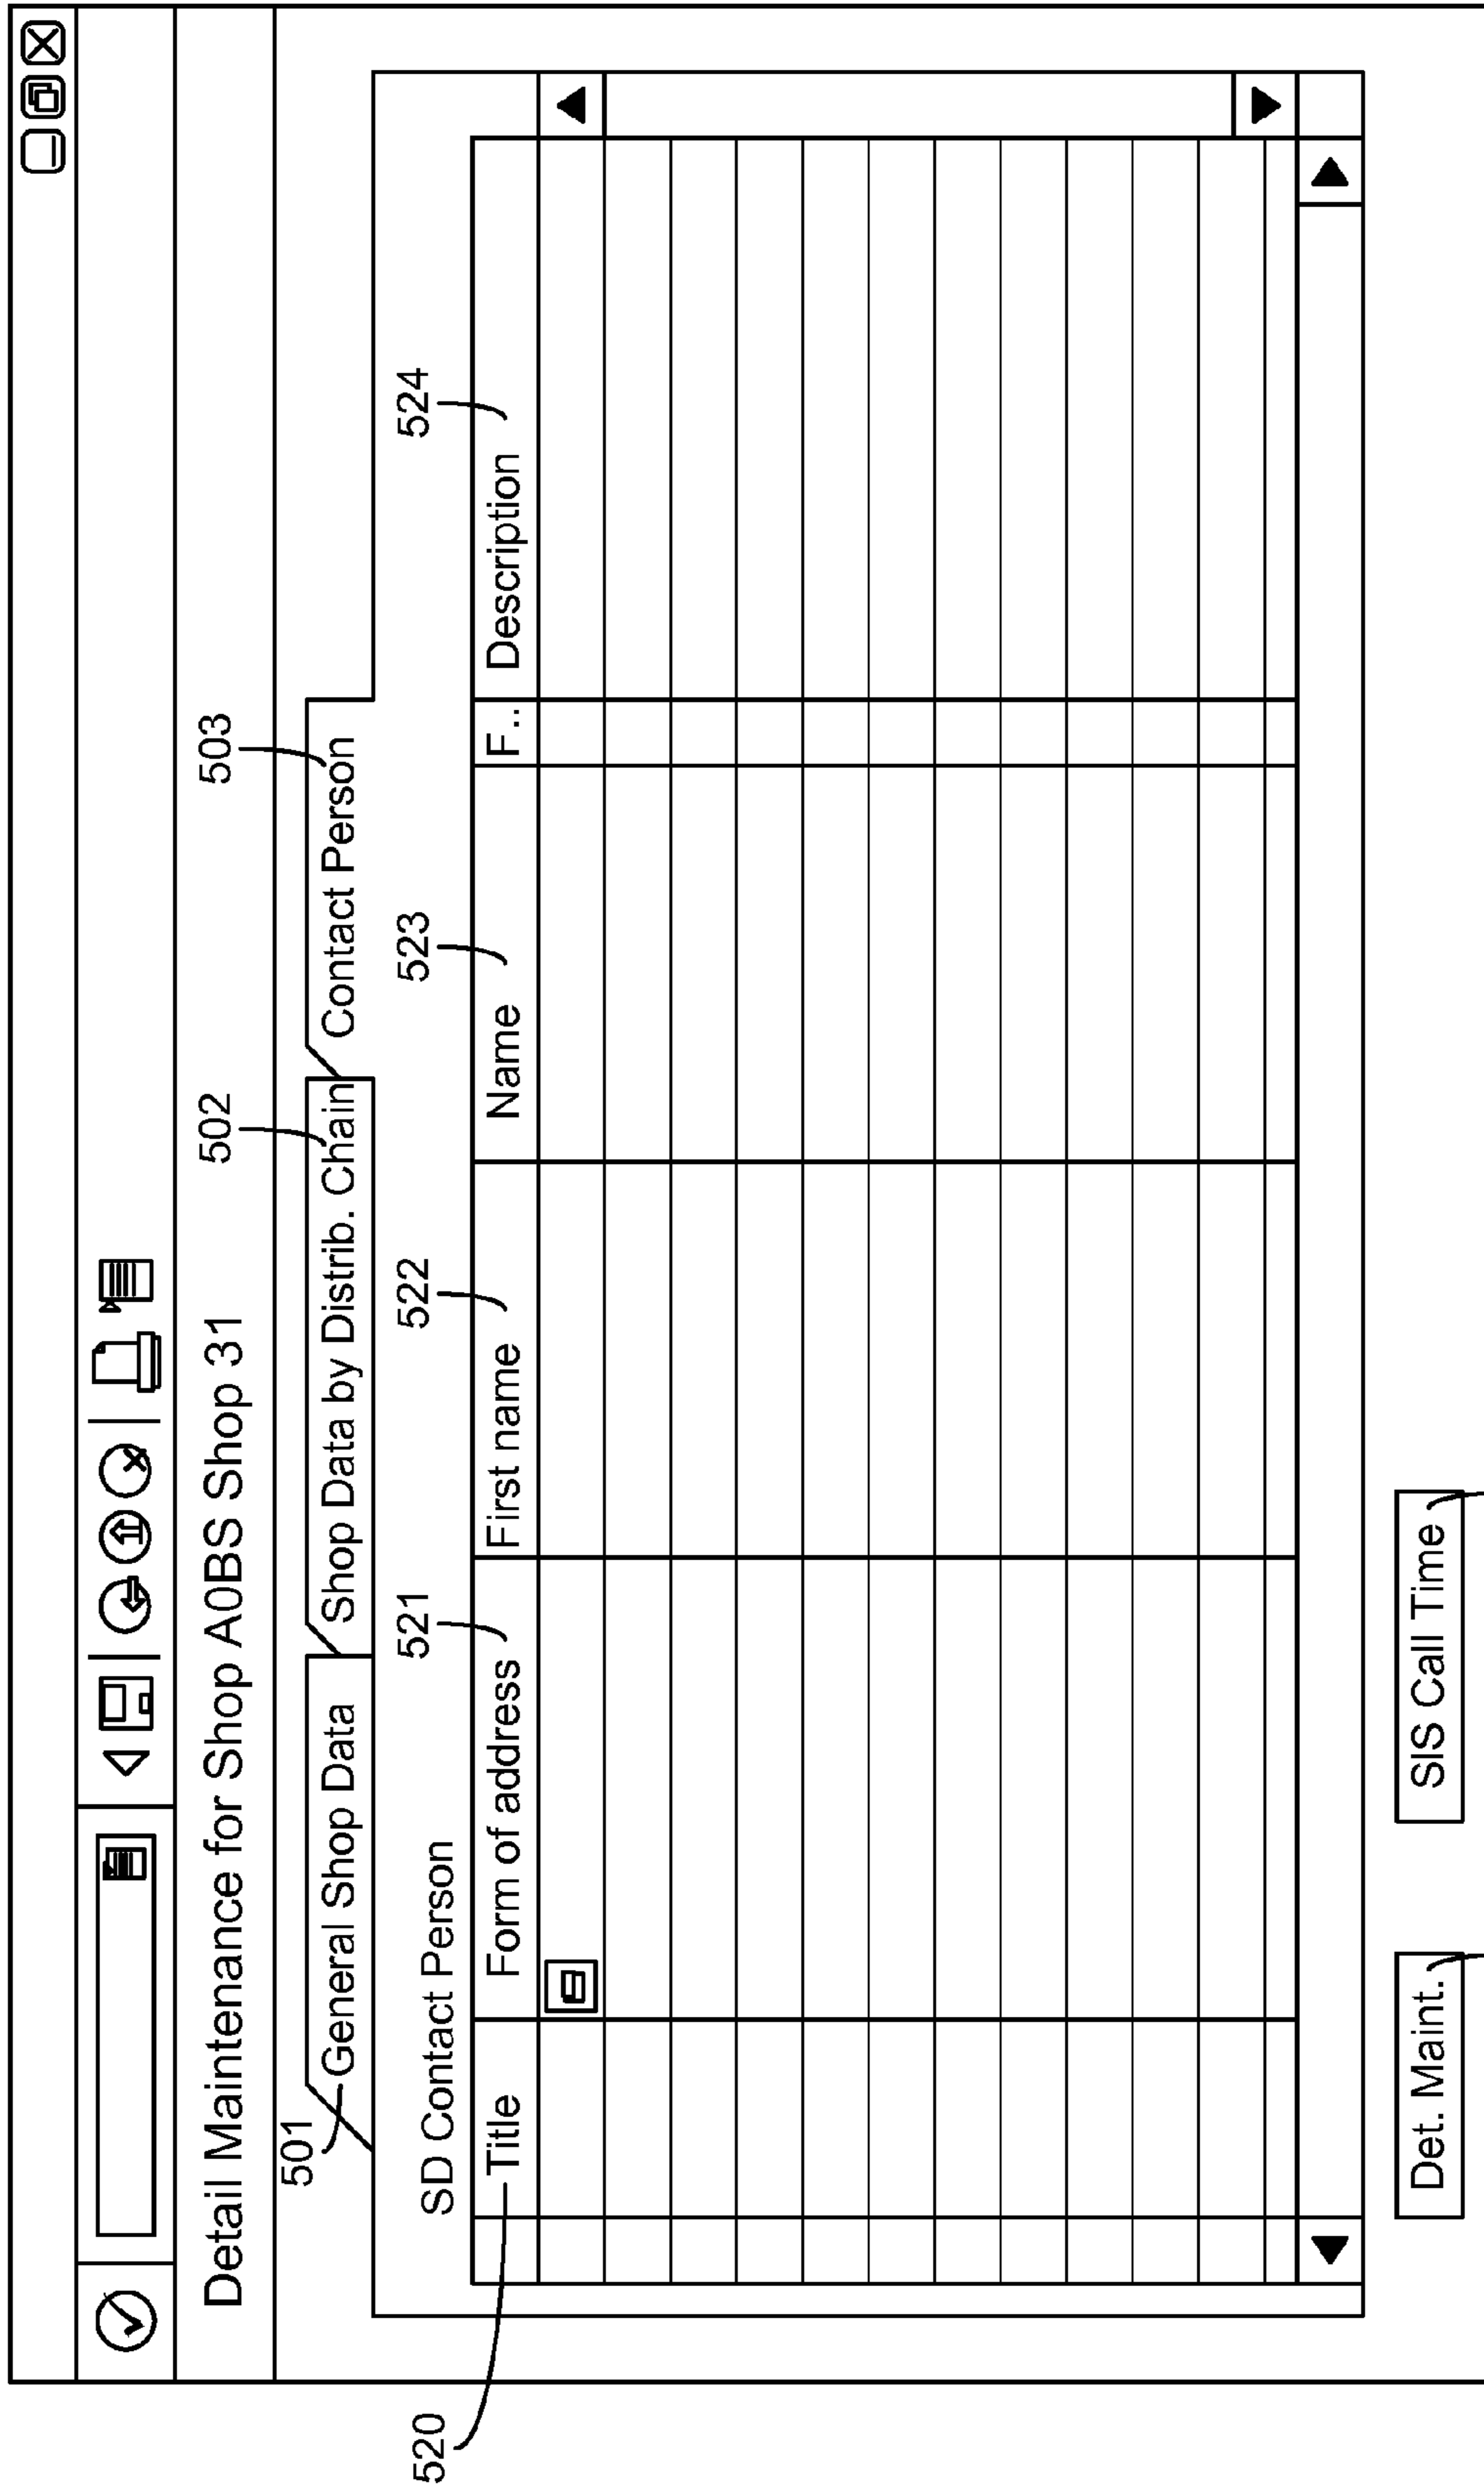 Detail Maintenance for Shop A0BS Shop 31
501 502 503
General Shop Data Shop Data by Distrib. Chain Contact Person
SD Contact Person
520 521 522 523 524
Title Form of address First name Name F.. Description
Det. Maint. SIS Call Time